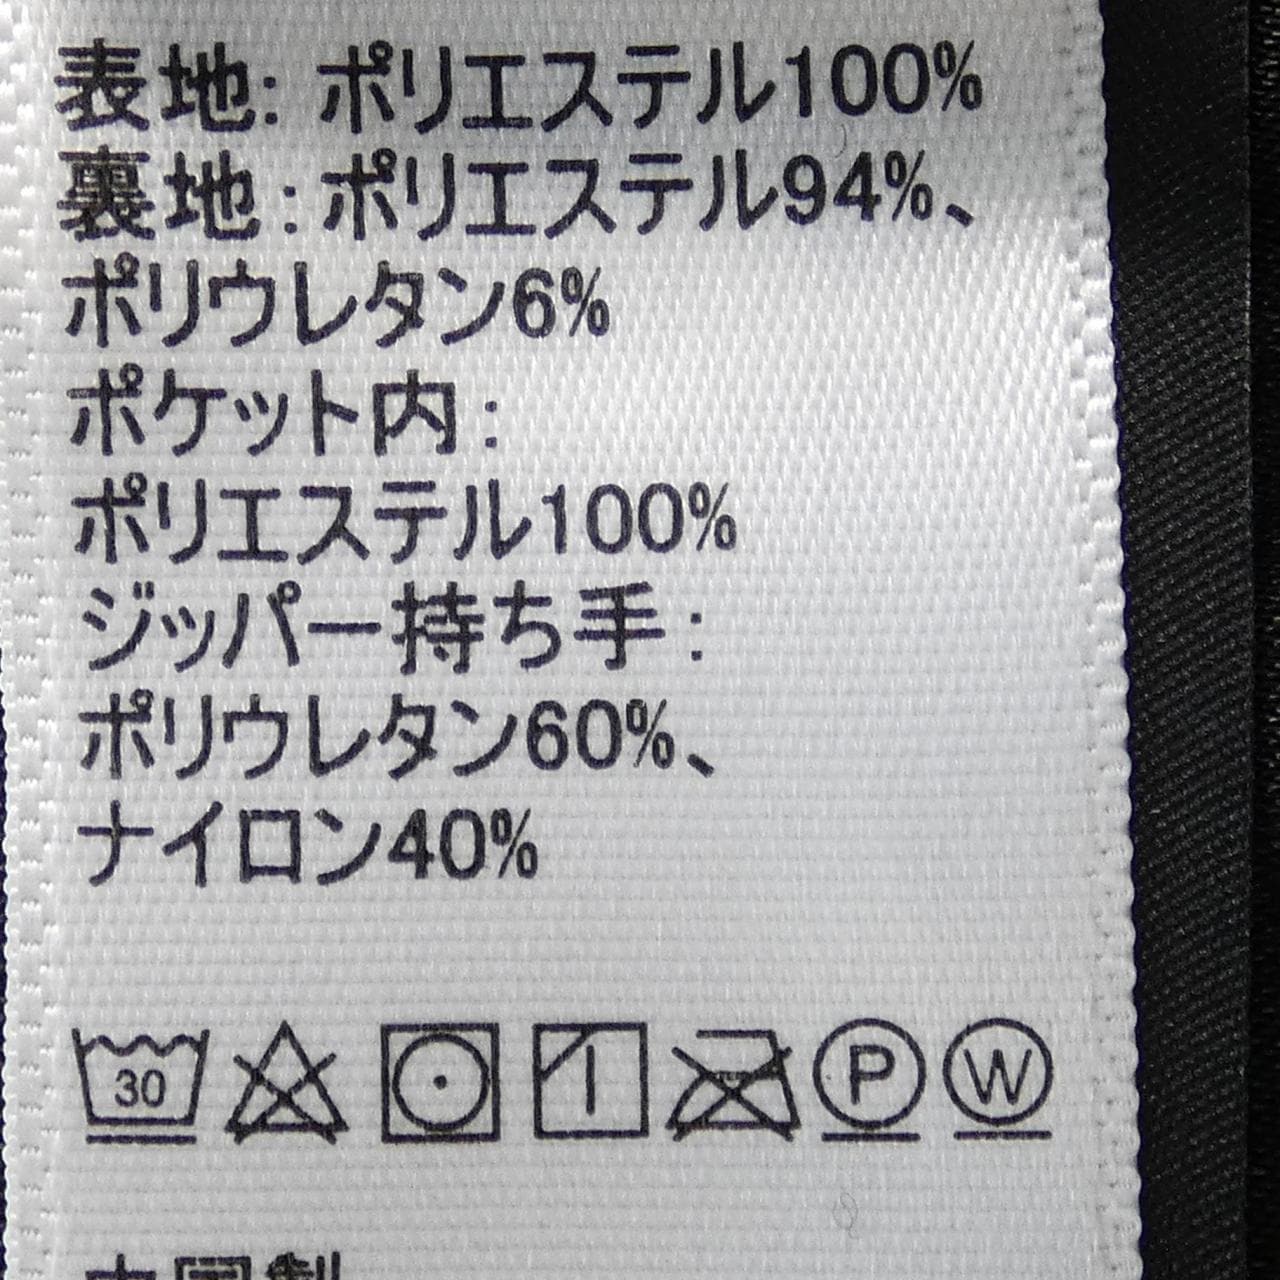 表地: ポリエステル100%
裏地:ポリエステル94%、
ポリウレタン6%
ポケット内:
ポリエステル100%
ジッパー持ち手:
ポリウレタン60%、
ナイロン40%
30
P W
中国製